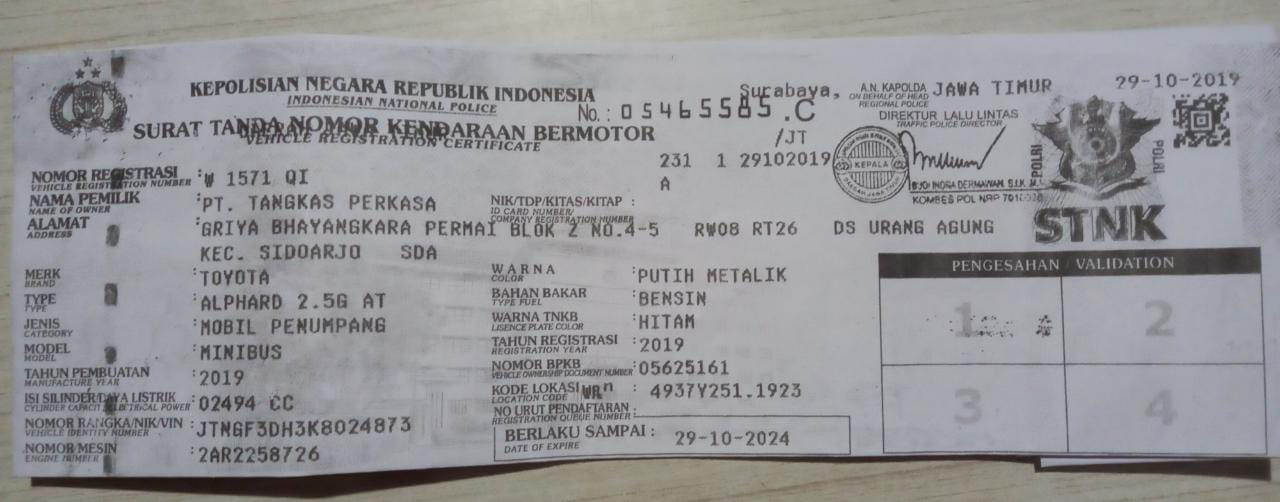 KEPOLISIAN NEGARA REPUBLIK INDONESIA
INDONESIAN NATIONAL POLICE
No. : 05465585 .C
Surabaya, A.N. KAPOLDA JAWA TIMUR 29-10-2019
ON BEHALF OF HEAD
REGIONAL POLICE
DIREKTUR LALU LINTAS
TRAFFIC POLICE DIRECTOR
SURAT TANDA NOMOR KENDARAAN BERMOTOR
VEHICLE REGISTRATION CERTIFICATE
/JT
231 1 29102019
A
KEPALA
KOMBES POL NRP
POLRI POLRI
STNK
NOMOR REGISTRASI : W 1571 QI
VEHICLE REGISTRATION NUMBER
NAMA PEMILIK : PT. TANGKAS PERKASA NIK/TDP/KITAS/KITAP :
NAME OF OWNER ID CARD NUMBER/
COMPANY REGISTRATION NUMBER
ALAMAT : GRIYA BHAYANGKARA PERMAI BLOK Z NO.4-5 RW08 RT26 DS URANG AGUNG
ADDRESS
KEC. SIDOARJO SDA
MERK : TOYOTA WARNA : PUTIH METALIK
BRAND COLOR
TYPE : ALPHARD 2.5G AT BAHAN BAKAR : BENSIN
TYPE TYPE FUEL
JENIS : MOBIL PENUMPANG WARNA TNKB : HITAM
CATEGORY LISENCE PLATE COLOR
MODEL : MINIBUS TAHUN REGISTRASI : 2019
MODEL REGISTRATION YEAR
TAHUN PEMBUATAN : 2019 NOMOR BPKB : 05625161
MANUFACTURE YEAR VEHICLE OWNERSHIP DOCUMENT NUMBER
ISI SILINDER/DAYA LISTRIK : 02494 CC KODE LOKASI : 4937Y251.1923
CYLINDER CAPACITY/ELECTRICAL POWER LOCATION CODE
NOMOR RANGKA/NIK/VIN : JTNGF3DH3K8024873 NO URUT PENDAFTARAN :
VEHICLE IDENTITY NUMBER REGISTRATION QUEUE NUMBER
NOMOR MESIN : 2AR2258726 BERLAKU SAMPAI : 29-10-2024
ENGINE NUMBER DATE OF EXPIRE
PENGESAHAN / VALIDATION
1 2
3 4